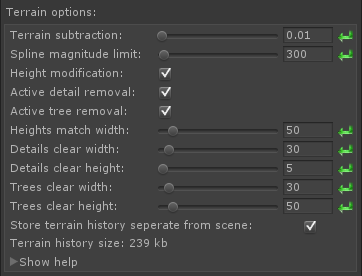 Terrain options:
Terrain subtraction: 0.01
Spline magnitude limit: 300
Height modification:
Active detail removal:
Active tree removal:
Heights match width: 50
Details clear width: 30
Details clear height: 5
Trees clear width: 30
Trees clear height: 50
Store terrain history seperate from scene:
Terrain history size: 239 kb
Show help